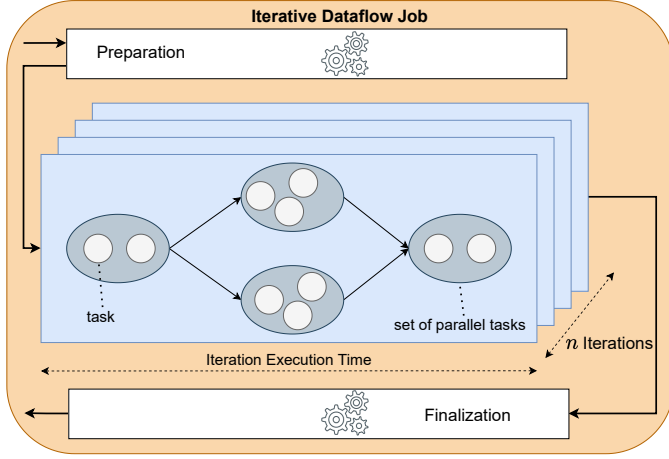 Iterative Dataflow Job
Preparation
task
set of parallel tasks
n Iterations
Iteration Execution Time
Finalization